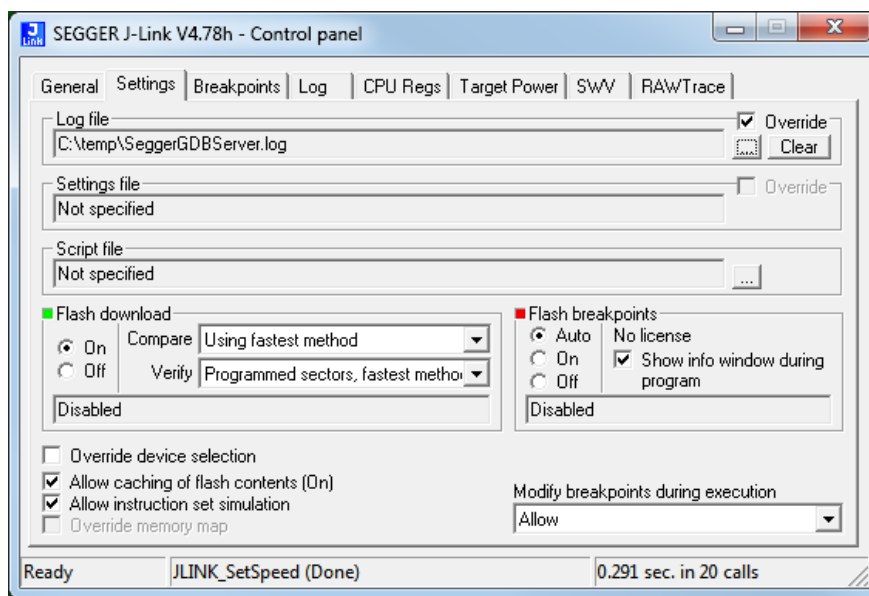 J
Link
SEGGER J-Link V4.78h - Control panel
General Settings Breakpoints Log CPU Regs Target Power SWV RAWTrace
Log file Override
C:\temp\SeggerGDBServer.log ... Clear
Settings file Override
Not specified
Script file
Not specified ...
Flash download Flash breakpoints
On Compare Using fastest method Auto No license
Off Verify Programmed sectors, fastest metho On Show info window during
Off program
Disabled Disabled
Override device selection
Allow caching of flash contents (On)
Allow instruction set simulation Modify breakpoints during execution
Override memory map Allow
Ready JLINK_SetSpeed (Done) 0.291 sec. in 20 calls